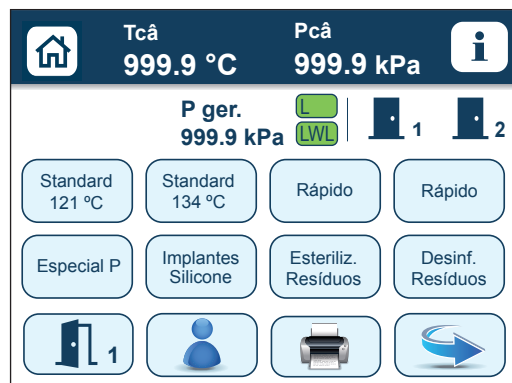 Tcâ
Pcâ
999.9 °C
999.9 kPa
i
P ger.
999.9 kPa
L
LWL
1
2
Standard
121 ºC
Standard
134 ºC
Rápido
Rápido
Especial P
Implantes
Silicone
Esteriliz.
Resíduos
Desinf.
Resíduos
1